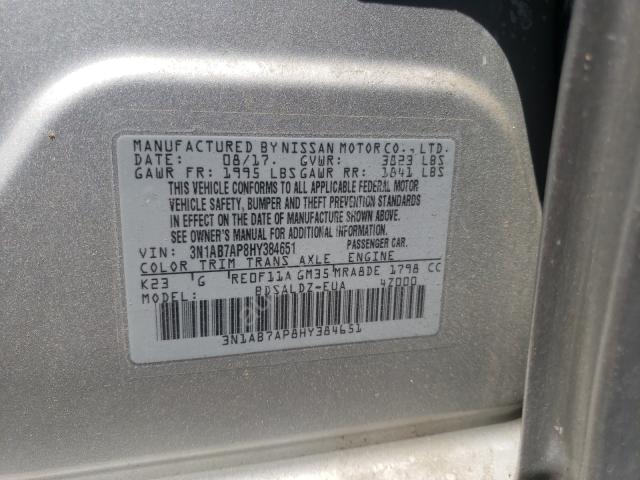 MANUFACTURED BY NISSAN MOTOR CO., LTD.
DATE: 08/17. GVWR: 3823 LBS
GAWR FR: 1995 LBS GAWR RR: 1841 LBS
THIS VEHICLE CONFORMS TO ALL APPLICABLE FEDERAL MOTOR
VEHICLE SAFETY, BUMPER AND THEFT PREVENTION STANDARDS
IN EFFECT ON THE DATE OF MANUFACTURE SHOWN ABOVE.
SEE OWNER'S MANUAL FOR ADDITIONAL INFORMATION.
VIN: 3N1AB7AP8HY384651 PASSENGER CAR.
COLOR TRIM TRANS AXLE ENGINE
K23 G RE0F11A GM35 MRA8DE 1798 CC
MODEL: BDSALDZ-EUA 47000
3N1AB7AP8HY384651